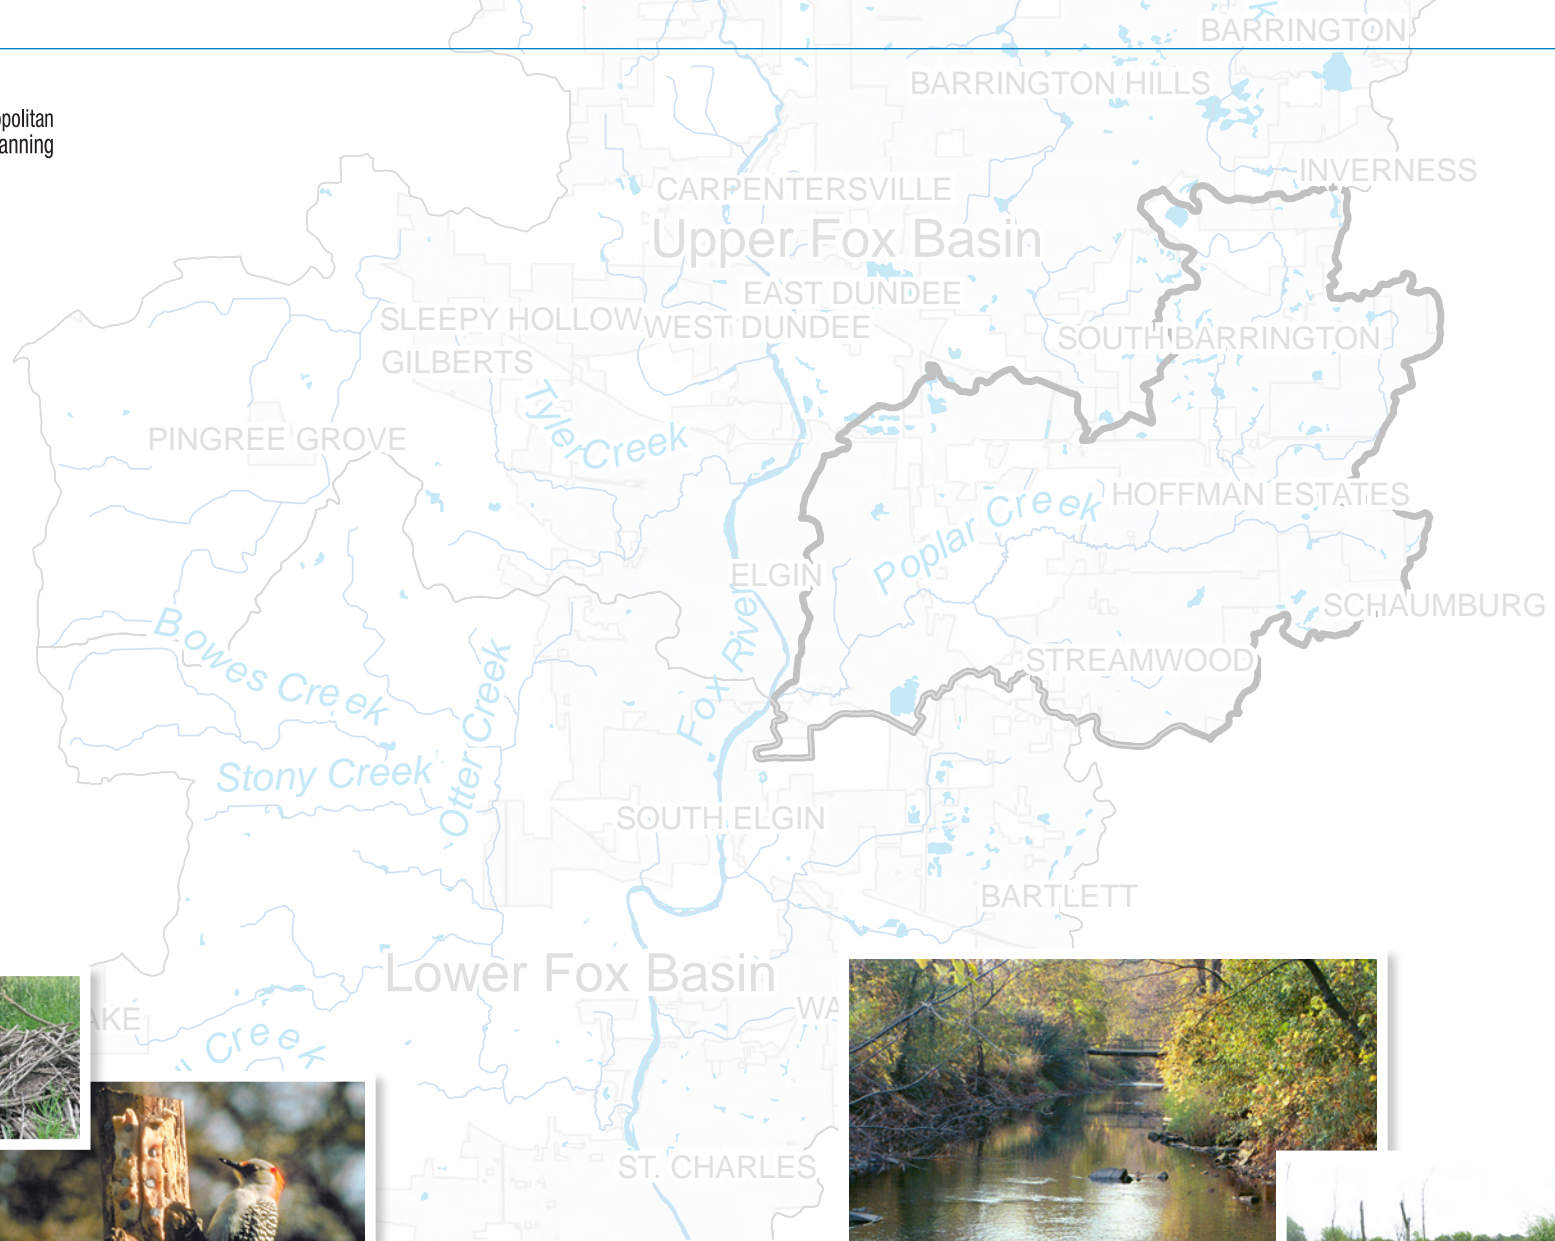 BARRINGTON
BARRINGTON HILLS
INVERNESS
CARPENTERSVILLE
Upper Fox Basin
EAST DUNDEE
SLEEPY HOLLOW
WEST DUNDEE
SOUTH BARRINGTON
GILBERTS
Tyler Creek
PINGREE GROVE
Poplar Creek
HOFFMAN ESTATES
ELGIN
SCHAUMBURG
Fox River
Bowes Creek
Otter Creek
STREAMWOOD
Stony Creek
SOUTH ELGIN
BARTLETT
Lower Fox Basin
Creek
ST. CHARLES